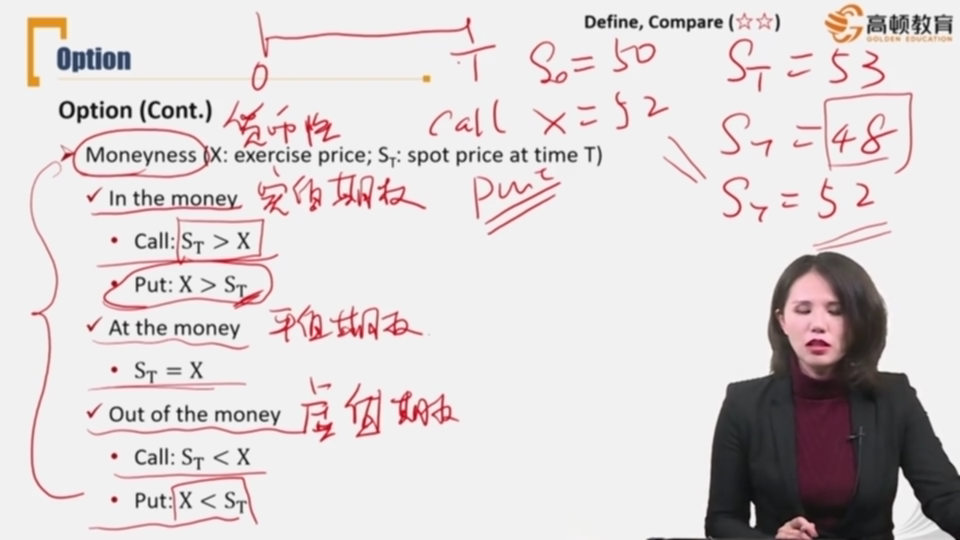 Define, Compare (☆☆)
高顿教育
GOLDEN EDUCATION
Option
0 T
S₀ = 50
S_T = 53
Option (Cont.)
货币性
call X = 52
S_T = 48
Moneyness (X: exercise price; S_T: spot price at time T)
put
S_T = 52
✓ In the money 实值期权
• Call: S_T > X
• Put: X > S_T
✓ At the money 平值期权
• S_T = X
✓ Out of the money 虚值期权
• Call: S_T < X
• Put: X < S_T